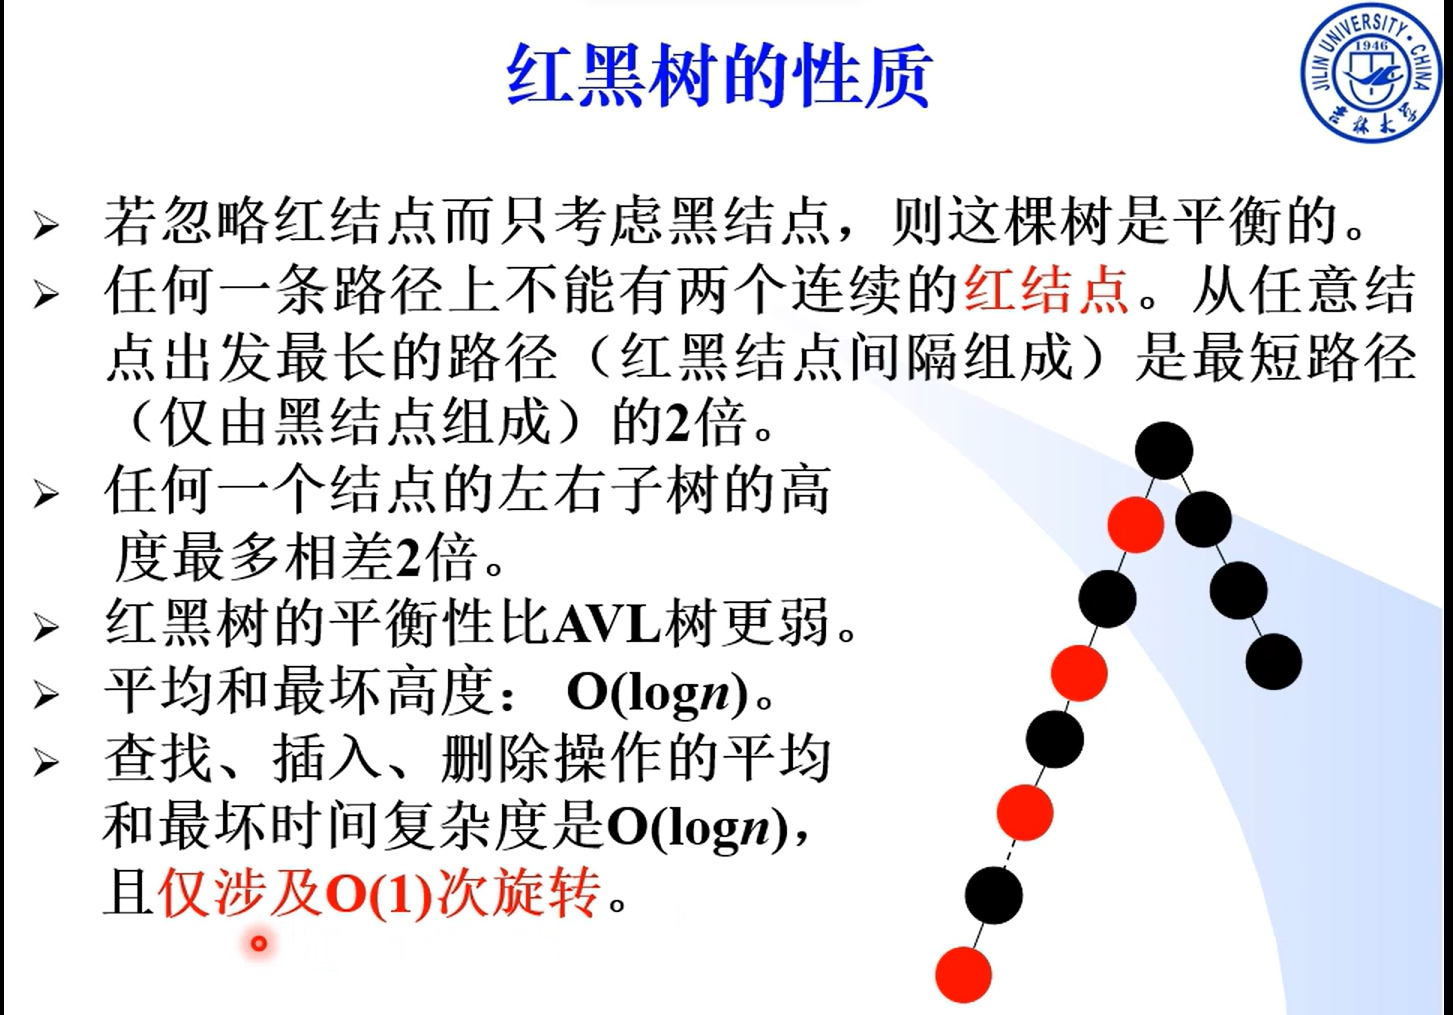 红黑树的性质
JILIN UNIVERSITY·CHINA
1946
吉林大学
➢ 若忽略红结点而只考虑黑结点，则这棵树是平衡的。
➢ 任何一条路径上不能有两个连续的红结点。从任意结
点出发最长的路径（红黑结点间隔组成）是最短路径
（仅由黑结点组成）的2倍。
➢ 任何一个结点的左右子树的高
度最多相差2倍。
➢ 红黑树的平衡性比AVL树更弱。
➢ 平均和最坏高度： O(logn)。
➢ 查找、插入、删除操作的平均
和最坏时间复杂度是O(logn)，
且仅涉及O(1)次旋转。